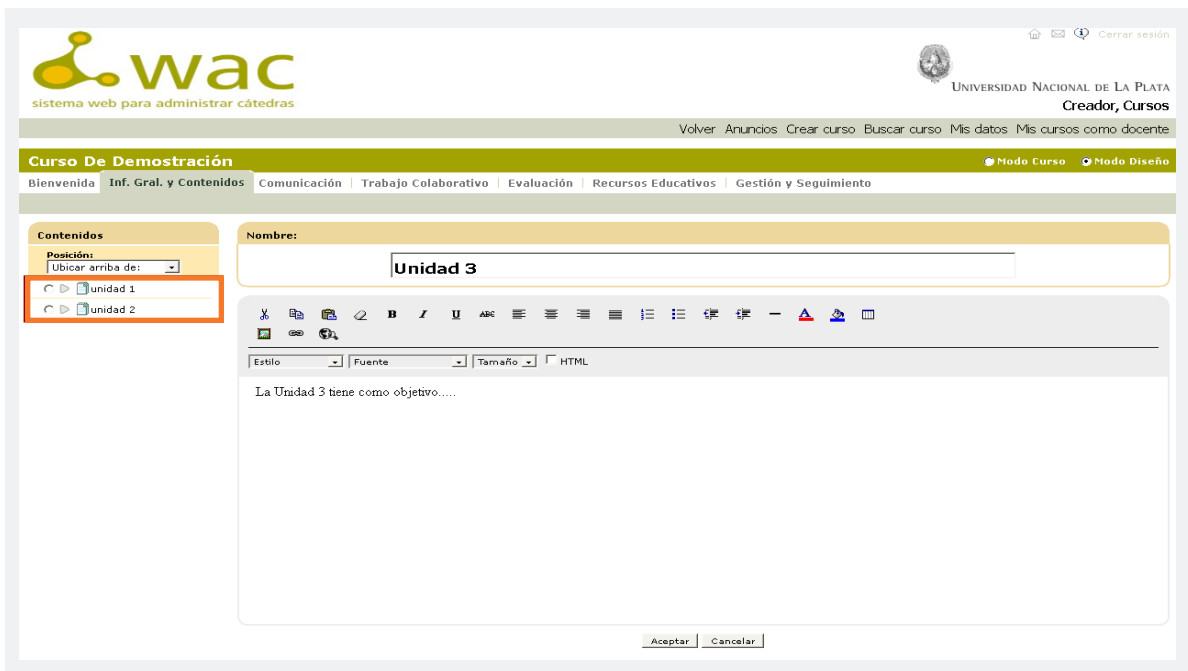 Cerrar sesión
wac
sistema web para administrar cátedras
UNIVERSIDAD NACIONAL DE LA PLATA
Creador, Cursos
Volver Anuncios Crear curso Buscar curso Mis datos Mis cursos como docente
Curso De Demostración
Modo Curso Modo Diseño
Bienvenida Inf. Gral. y Contenidos Comunicación | Trabajo Colaborativo | Evaluación | Recursos Educativos | Gestión y Seguimiento
Contenidos
Posición:
Ubicar arriba de:
unidad 1
unidad 2
Nombre:
Unidad 3
B I U ABC A
Estilo Fuente Tamaño HTML
La Unidad 3 tiene como objetivo.....
Aceptar Cancelar